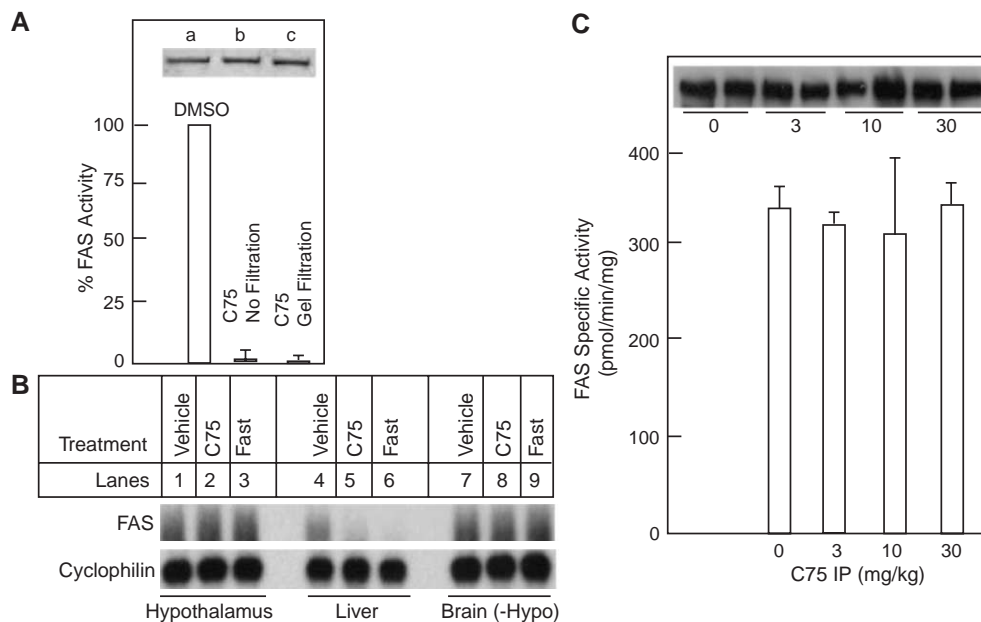 A
a b c
DMSO
100
75
50
25
0
% FAS Activity
C75
No Filtration
C75
Gel Filtration
B
Treatment
Vehicle
C75
Fast
Vehicle
C75
Fast
Vehicle
C75
Fast
Lanes 1 2 3 4 5 6 7 8 9
FAS
Cyclophilin
Hypothalamus Liver Brain (-Hypo)
C
0 3 10 30
400
300
200
100
0
FAS Specific Activity
(pmol/min/mg)
0 3 10 30
C75 IP (mg/kg)